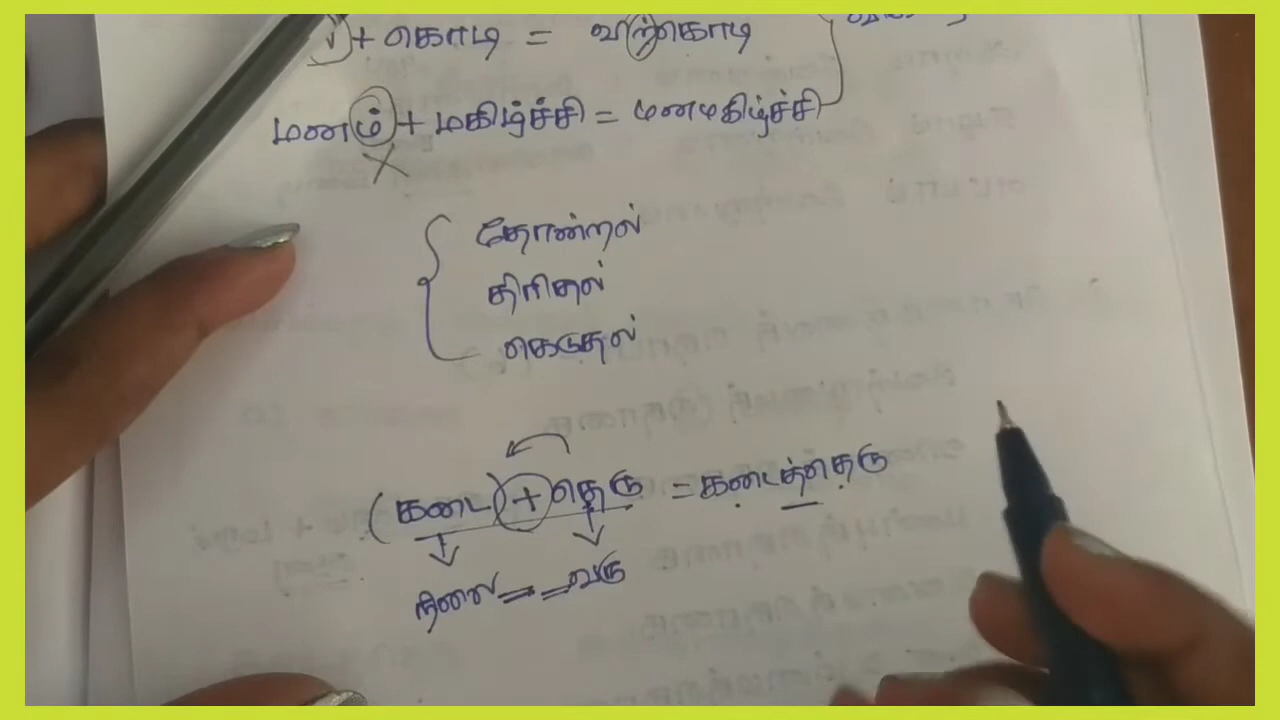 + கொடி = விற்கொடி
மனம் + மகிழ்ச்சி = மனமகிழ்ச்சி
தோன்றல்
திரிதல்
கெடுதல்
(கடை) + தெரு = கடைத்தெரு
நிலை வரு